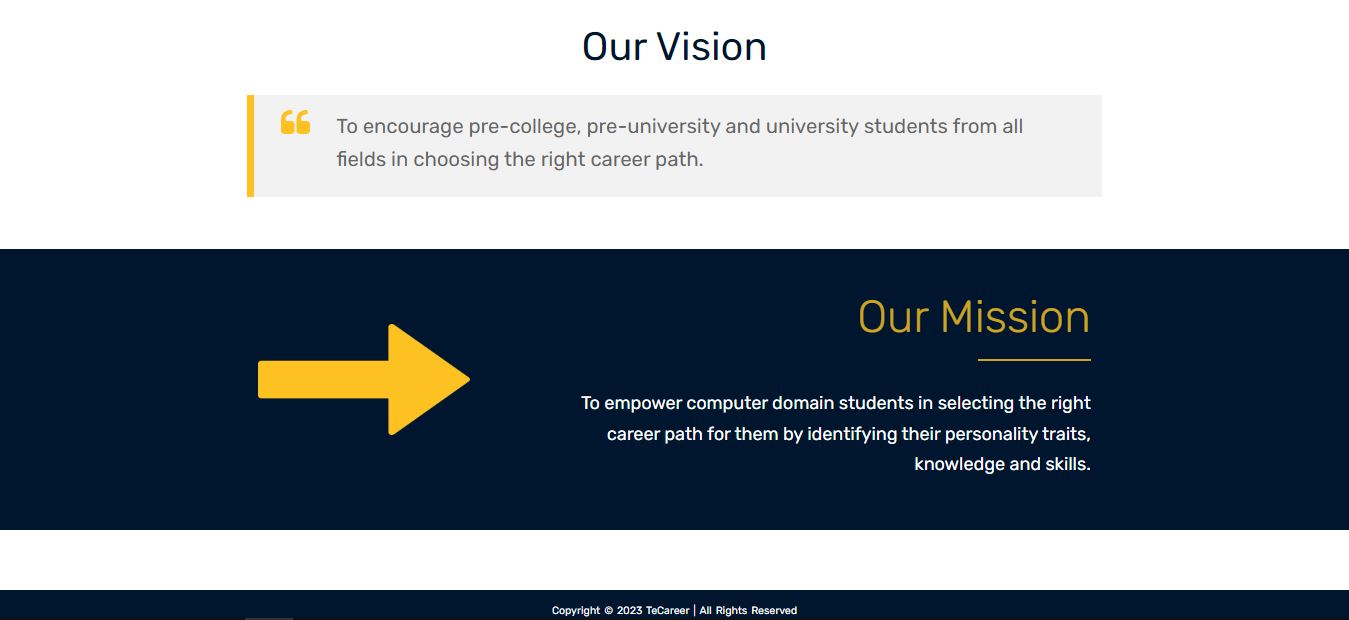 Our Vision
To encourage pre-college, pre-university and university students from all
fields in choosing the right career path.
Our Mission
To empower computer domain students in selecting the right
career path for them by identifying their personality traits,
knowledge and skills.
Copyright © 2023 TeCareer | All Rights Reserved